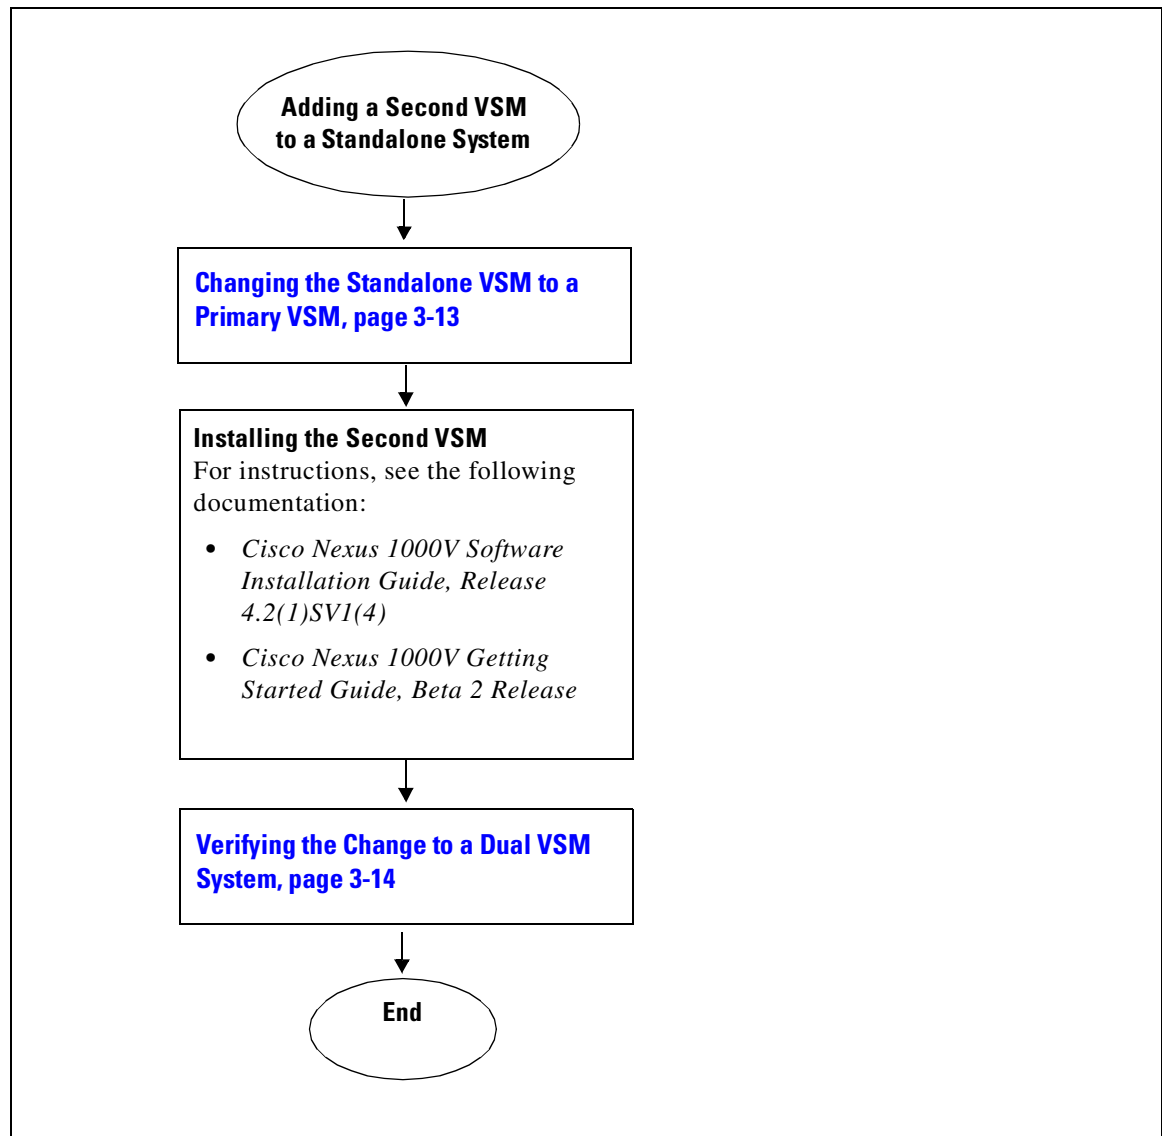 Adding a Second VSM
to a Standalone System
Changing the Standalone VSM to a
Primary VSM, page 3-13
Installing the Second VSM
For instructions, see the following
documentation:
• Cisco Nexus 1000V Software
Installation Guide, Release
4.2(1)SV1(4)
• Cisco Nexus 1000V Getting
Started Guide, Beta 2 Release
Verifying the Change to a Dual VSM
System, page 3-14
End